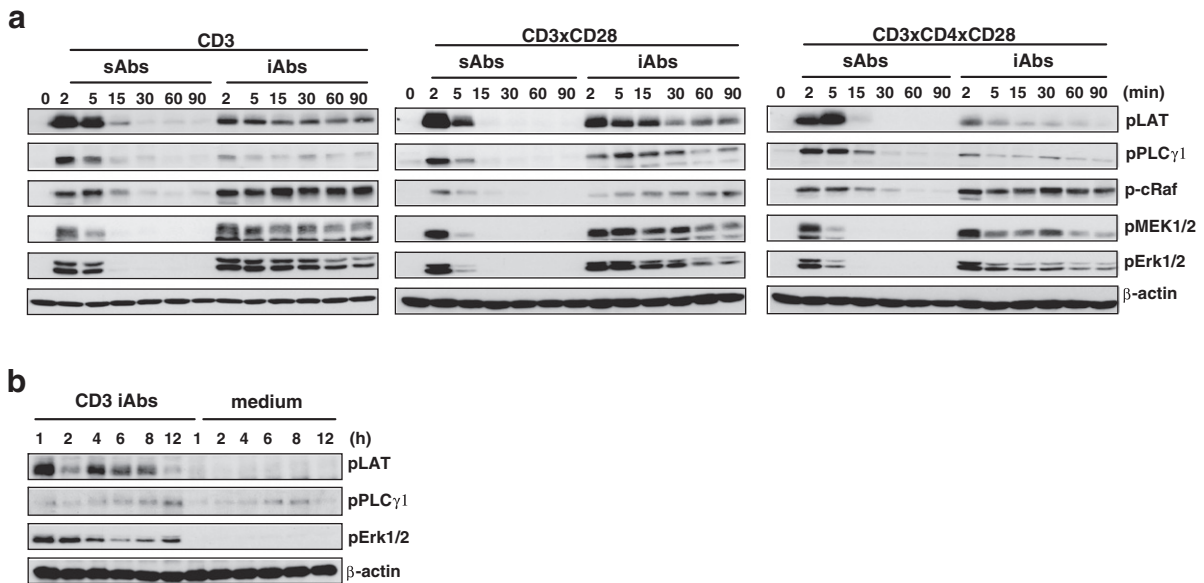 a
CD3 CD3xCD28 CD3xCD4xCD28
sAbs iAbs sAbs iAbs sAbs iAbs
0 2 5 15 30 60 90 2 5 15 30 60 90 0 2 5 15 30 60 90 2 5 15 30 60 90 0 2 5 15 30 60 90 2 5 15 30 60 90 (min)
pLAT
pPLCγ1
p-cRaf
pMEK1/2
pErk1/2
β-actin
b
CD3 iAbs medium
1 2 4 6 8 12 1 2 4 6 8 12 (h)
pLAT
pPLCγ1
pErk1/2
β-actin